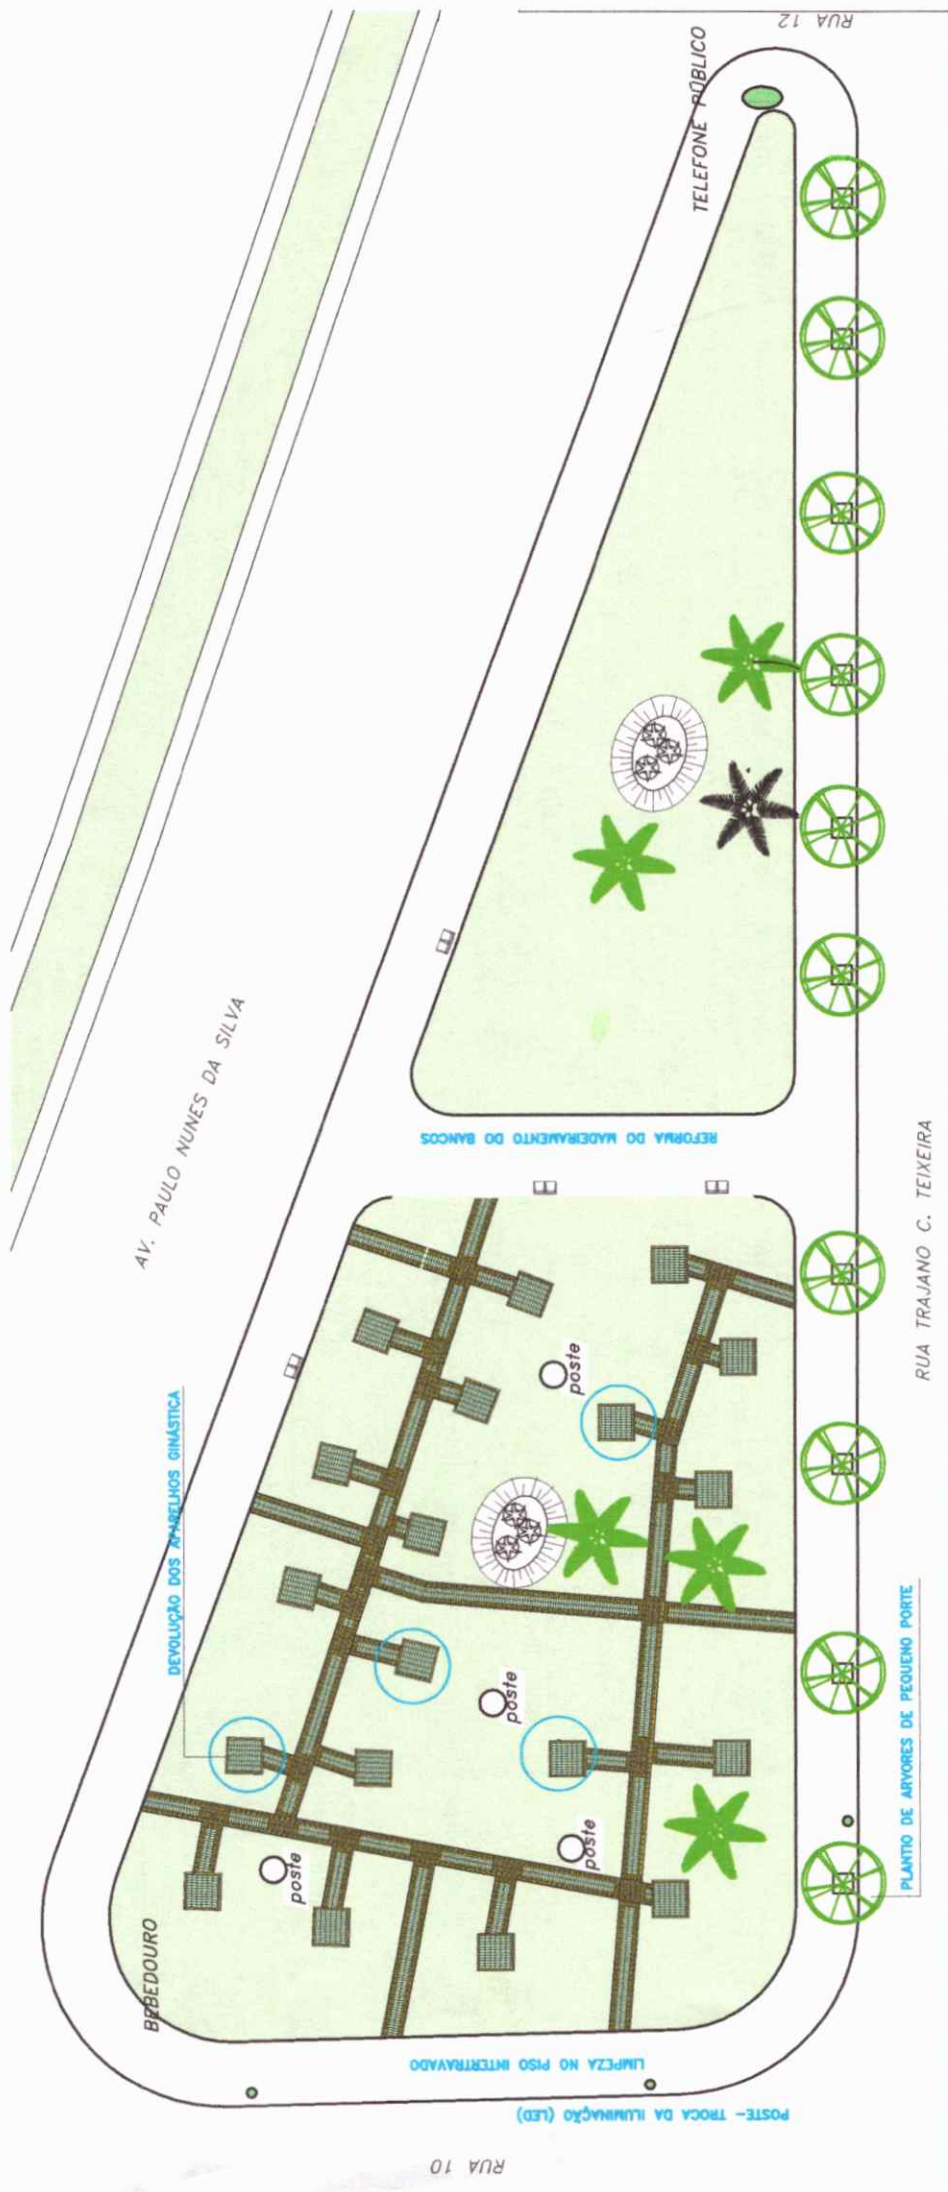 RUA 12
TELEFONE PÚBLICO
AV. PAULO NUNES DA SILVA
REFORMA DO MADEIRAMENTO DO BANCOS
RUA TRAJANO C. TEIXEIRA
DEVOLUÇÃO DOS APARELHOS GINÁSTICA
poste
poste
poste
poste
PLANTIO DE ARVORES DE PEQUENO PORTE
BEBEDOURO
LIMPEZA NO PISO INTERTRAVADO
POSTE- TROCA DA ILUMINAÇÃO (LED)
RUA 10